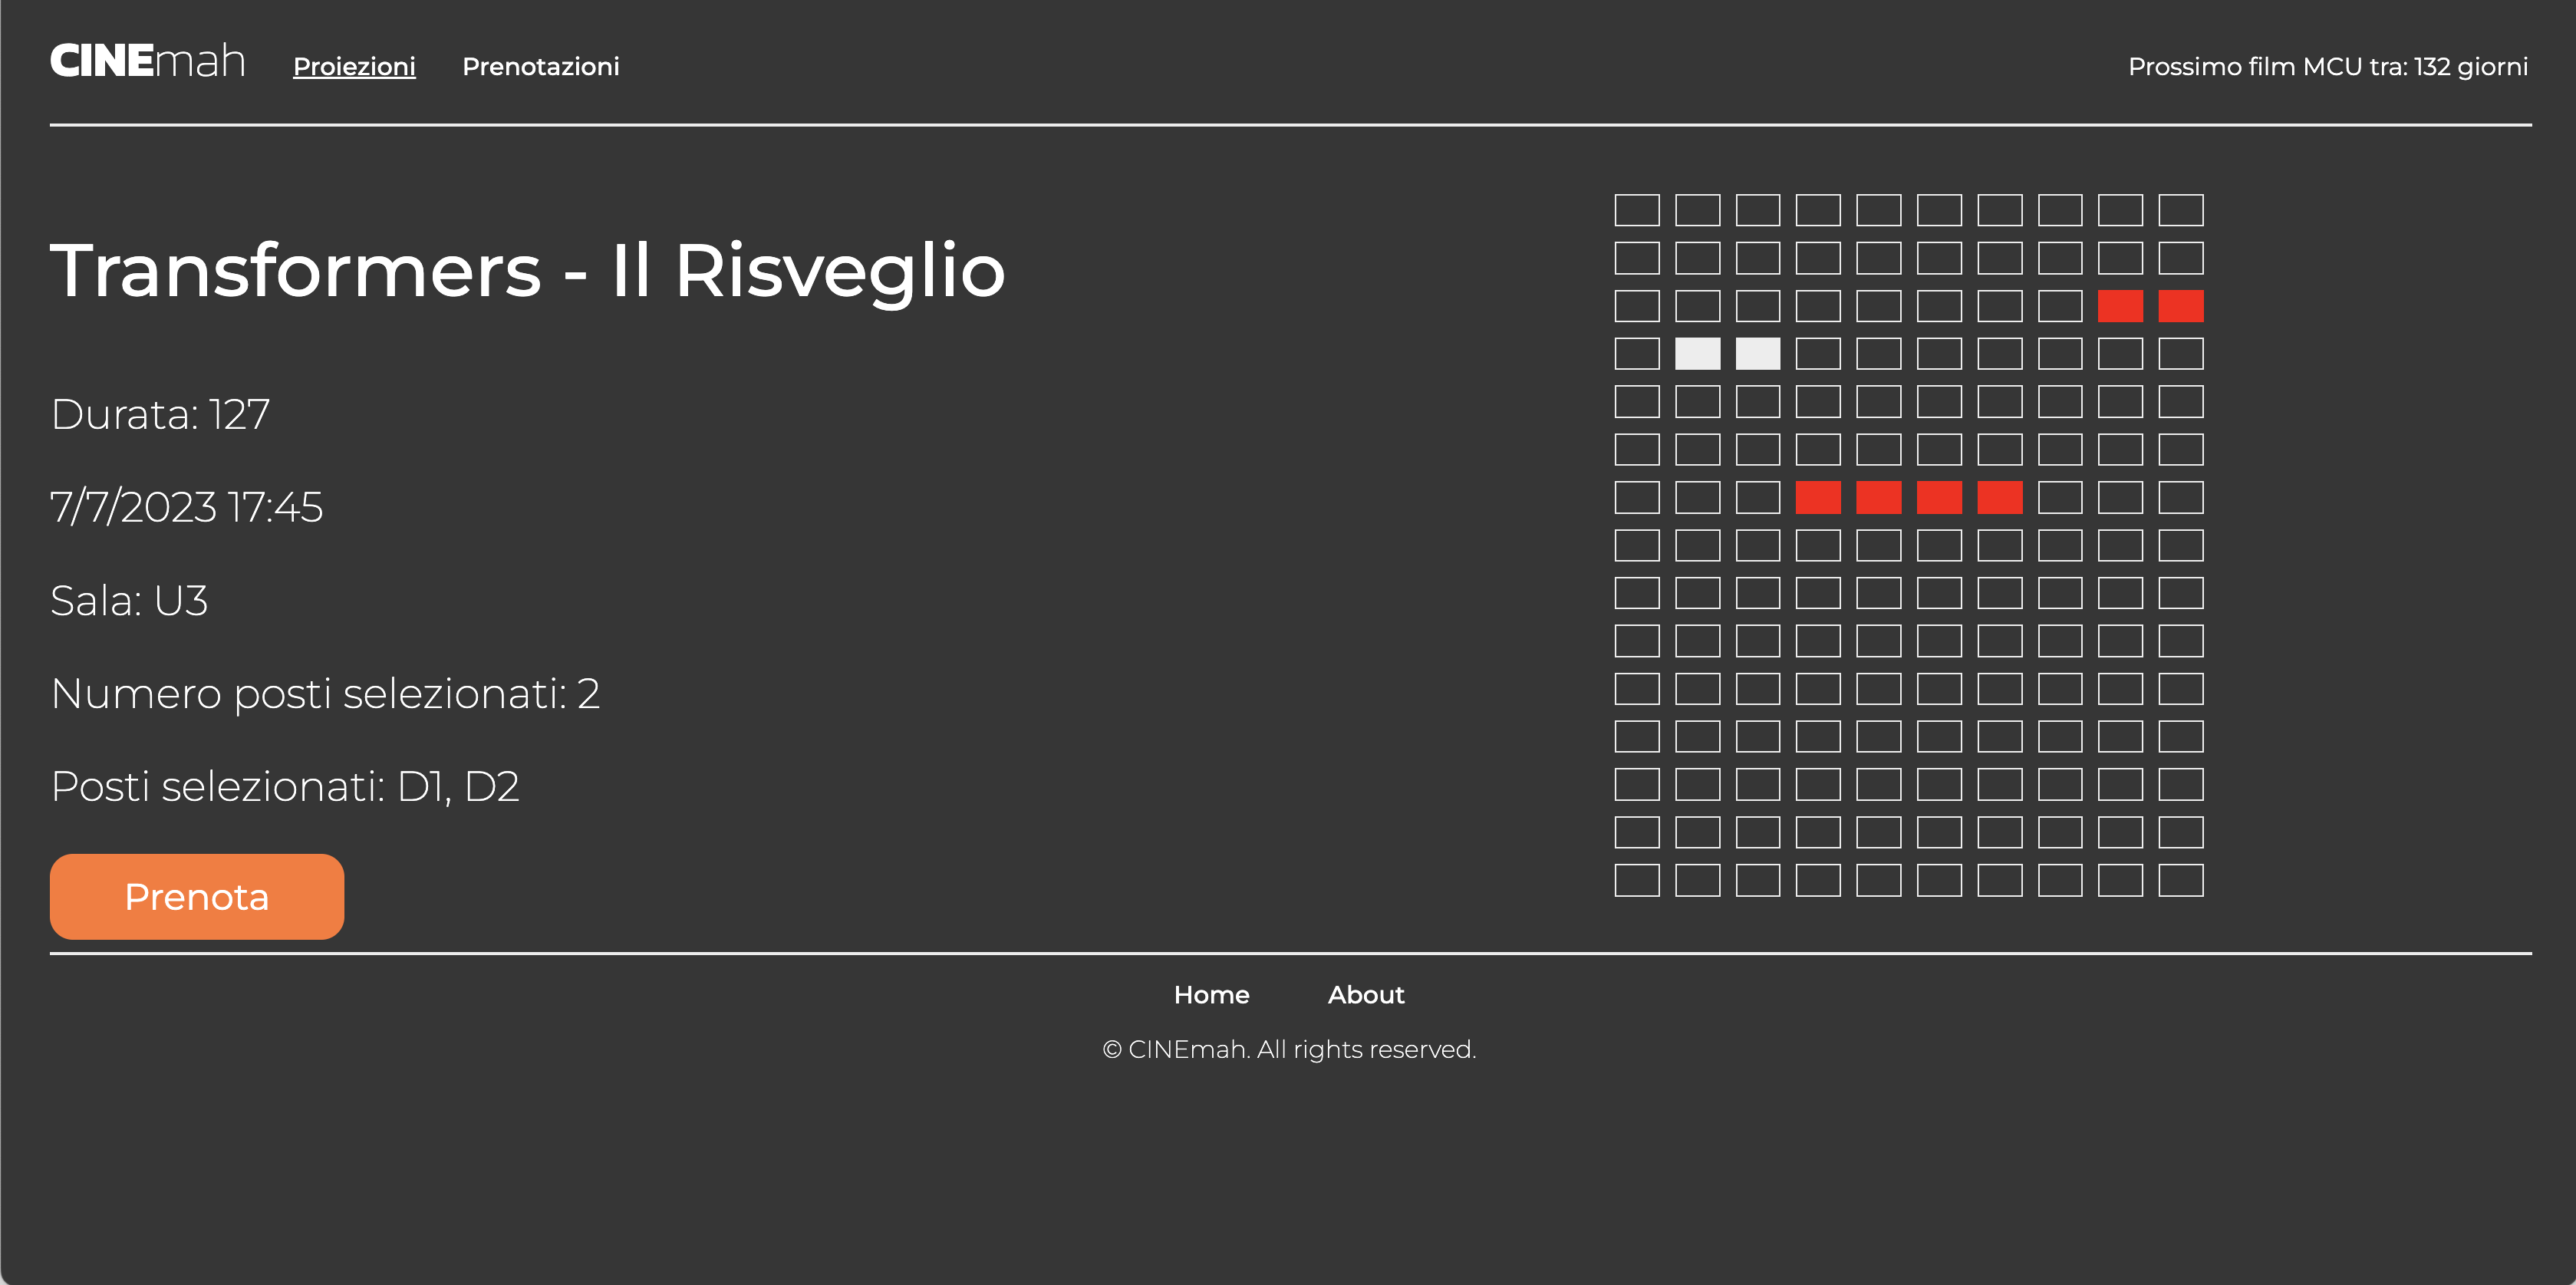 CINEmah Proiezioni Prenotazioni Prossimo film MCU tra: 132 giorni
Transformers - Il Risveglio
Durata: 127
7/7/2023 17:45
Sala: U3
Numero posti selezionati: 2
Posti selezionati: D1, D2
Prenota
Home About
© CINEmah. All rights reserved.